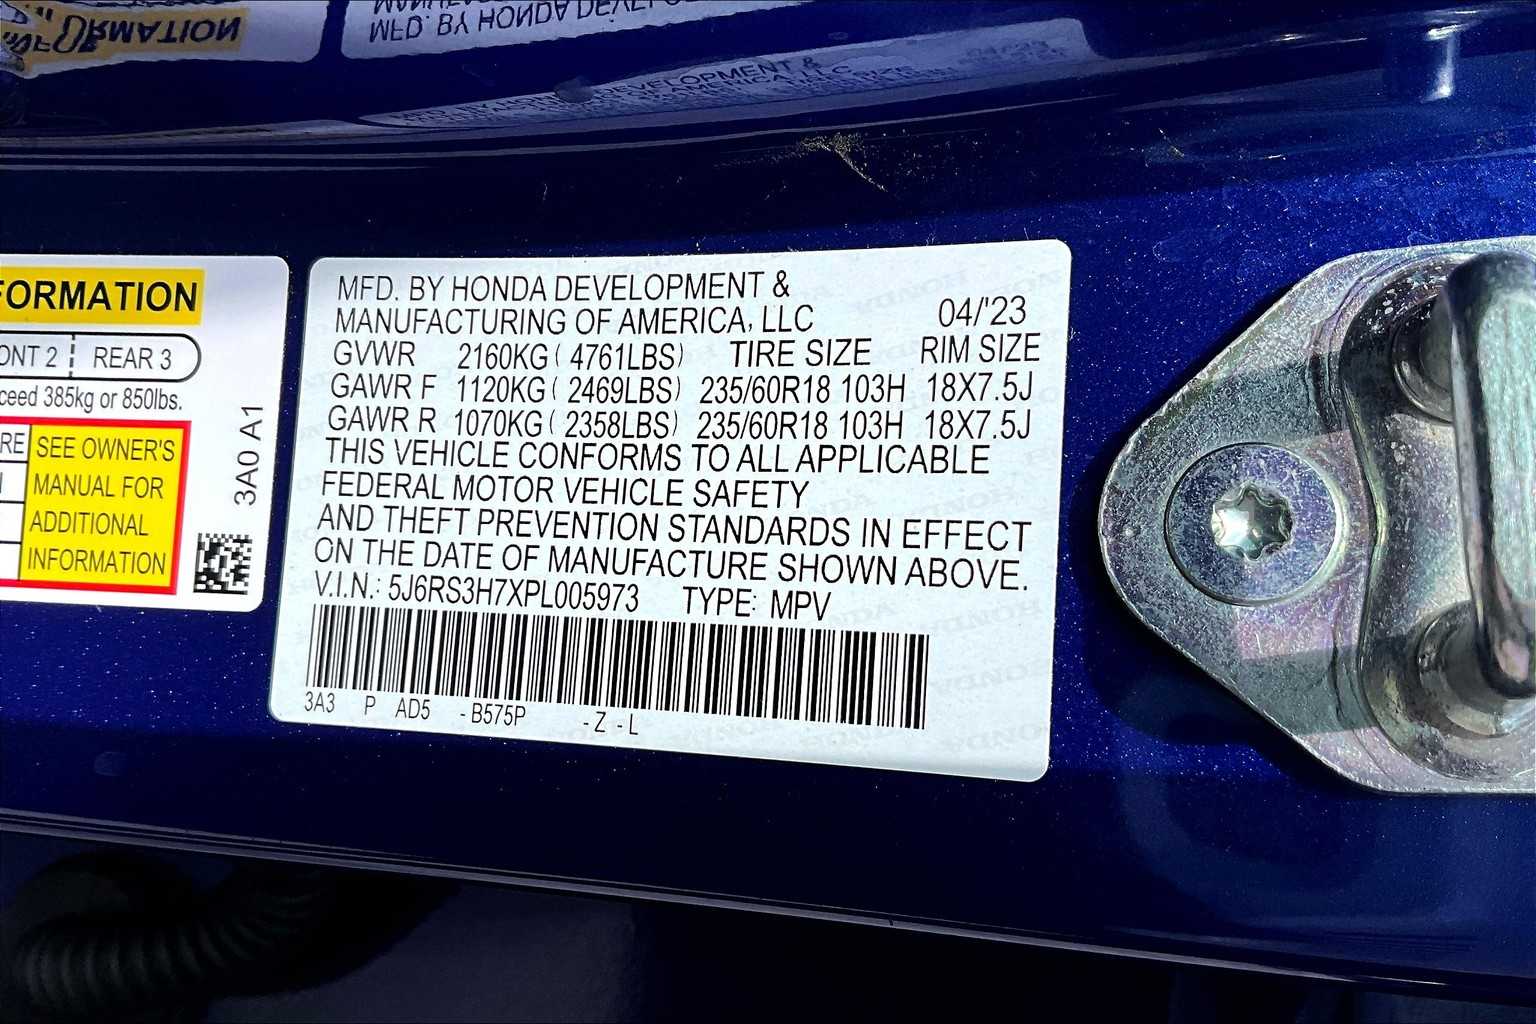 FORMATION
ONT 2 REAR 3
ceed 385kg or 850lbs.
RE
SEE OWNER'S
MANUAL FOR
ADDITIONAL
INFORMATION
3A0 A1
MFD. BY HONDA DEVELOPMENT &
MANUFACTURING OF AMERICA, LLC 04/'23
GVWR 2160KG ( 4761LBS) TIRE SIZE RIM SIZE
GAWR F 1120KG ( 2469LBS) 235/60R18 103H 18X7.5J
GAWR R 1070KG ( 2358LBS) 235/60R18 103H 18X7.5J
THIS VEHICLE CONFORMS TO ALL APPLICABLE
FEDERAL MOTOR VEHICLE SAFETY
AND THEFT PREVENTION STANDARDS IN EFFECT
ON THE DATE OF MANUFACTURE SHOWN ABOVE.
V.I.N.: 5J6RS3H7XPL005973 TYPE: MPV
3A3 P AD5 - B575P - Z - L